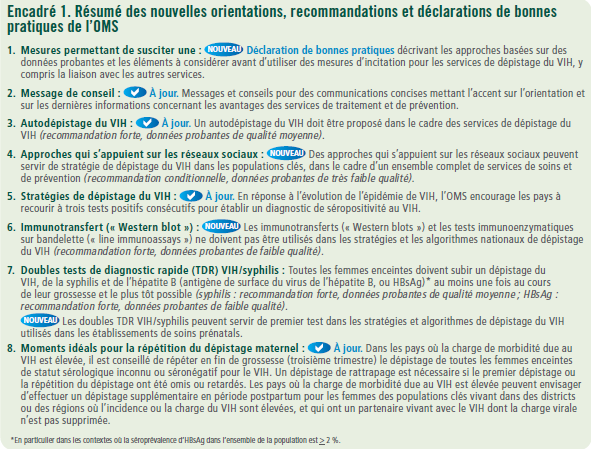 Encadré 1. Résumé des nouvelles orientations, recommandations et déclarations de bonnes
pratiques de l'OMS
1. Mesures permettant de susciter une : NOUVEAU Déclaration de bonnes pratiques décrivant les approches basées sur des
données probantes et les éléments à considérer avant d'utiliser des mesures d'incitation pour les services de dépistage du VIH, y
compris la liaison avec les autres services.
2. Message de conseil : À jour. Messages et conseils pour des communications concises mettant l'accent sur l'orientation et
sur les dernières informations concernant les avantages des services de traitement et de prévention.
3. Autodépistage du VIH : À jour. Un autodépistage du VIH doit être proposé dans le cadre des services de dépistage du
VIH (recommandation forte, données probantes de qualité moyenne).
4. Approches qui s'appuient sur les réseaux sociaux : NOUVEAU Des approches qui s'appuient sur les réseaux sociaux peuvent
servir de stratégie de dépistage du VIH dans les populations clés, dans le cadre d'un ensemble complet de services de soins et
de prévention (recommandation conditionnelle, données probantes de très faible qualité).
5. Stratégies de dépistage du VIH : À jour. En réponse à l'évolution de l'épidémie de VIH, l'OMS encourage les pays à
recourir à trois tests positifs consécutifs pour établir un diagnostic de séropositivité au VIH.
6. Immunotransfert (« Western blot ») : NOUVEAU Les immunotransferts (« Western blots ») et les tests immunoenzymatiques
sur bandelette (« line immunoassays ») ne doivent pas être utilisés dans les stratégies et les algorithmes nationaux de dépistage
du VIH (recommandation forte, données probantes de faible qualité).
7. Doubles tests de diagnostic rapide (TDR) VIH/syphilis : Toutes les femmes enceintes doivent subir un dépistage du
VIH, de la syphilis et de l'hépatite B (antigène de surface du virus de l'hépatite B, ou HBsAg)* au moins une fois au cours
de leur grossesse et le plus tôt possible (syphilis : recommandation forte, données probantes de qualité moyenne ; HBsAg :
recommandation forte, données probantes de faible qualité).
NOUVEAU Les doubles TDR VIH/syphilis peuvent servir de premier test dans les stratégies et algorithmes de dépistage du VIH
utilisés dans les établissements de soins prénatals.
8. Moments idéals pour la répétition du dépistage maternel : À jour. Dans les pays où la charge de morbidité due au
VIH est élevée, il est conseillé de répéter en fin de grossesse (troisième trimestre) le dépistage de toutes les femmes enceintes
de statut sérologique inconnu ou séronégatif pour le VIH. Un dépistage de rattrapage est nécessaire si le premier dépistage ou
la répétition du dépistage ont été omis ou retardés. Les pays où la charge de morbidité due au VIH est élevée peuvent envisager
d'effectuer un dépistage supplémentaire en période postpartum pour les femmes des populations clés vivant dans des districts
ou des régions où l'incidence ou la charge du VIH sont élevées, et qui ont un partenaire vivant avec le VIH dont la charge virale
n'est pas supprimée.
*En particulier dans les contextes où la séroprévalence d'HBsAg dans l'ensemble de la population est ≥ 2 %.